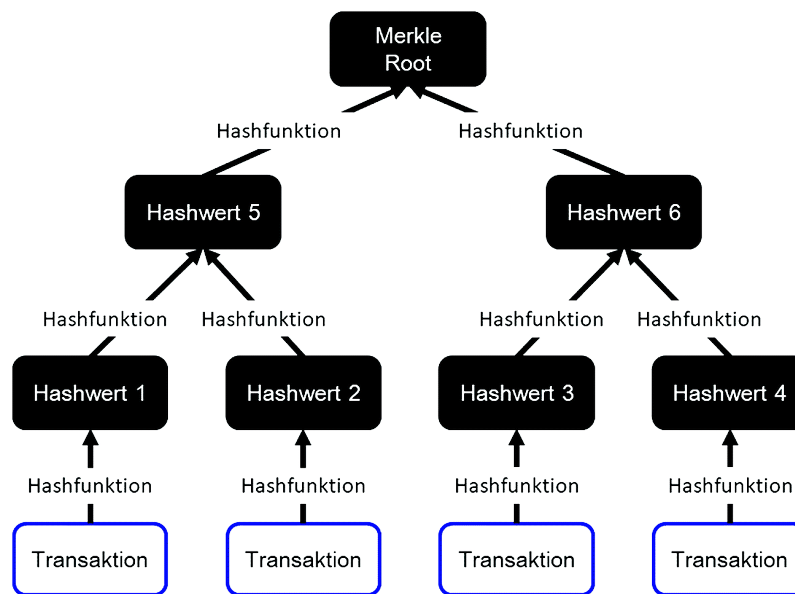 Merkle
Root
Hashfunktion Hashfunktion
Hashwert 5 Hashwert 6
Hashfunktion Hashfunktion Hashfunktion Hashfunktion
Hashwert 1 Hashwert 2 Hashwert 3 Hashwert 4
Hashfunktion Hashfunktion Hashfunktion Hashfunktion
Transaktion Transaktion Transaktion Transaktion